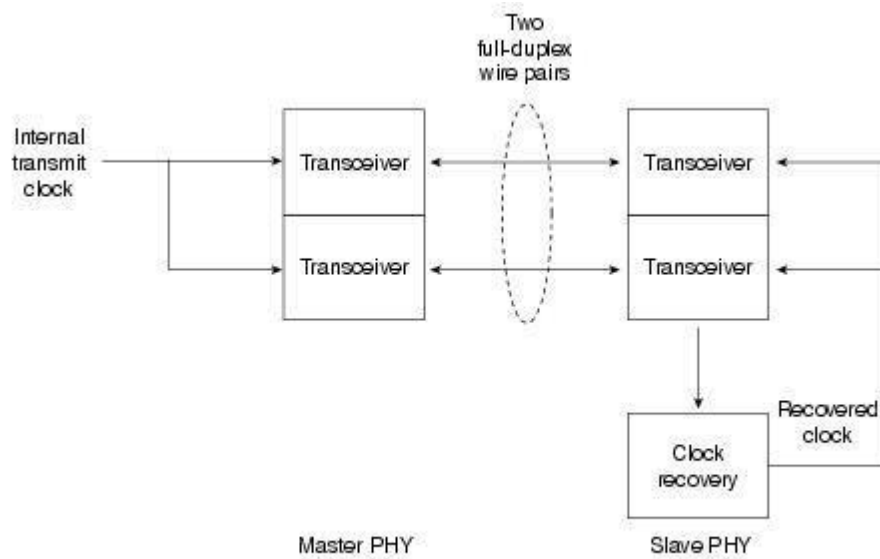 Two
full-duplex
wire pairs
Internal
transmit
clock
Transceiver
Transceiver
Transceiver
Transceiver
Recovered
clock
Clock
recovery
Master PHY
Slave PHY